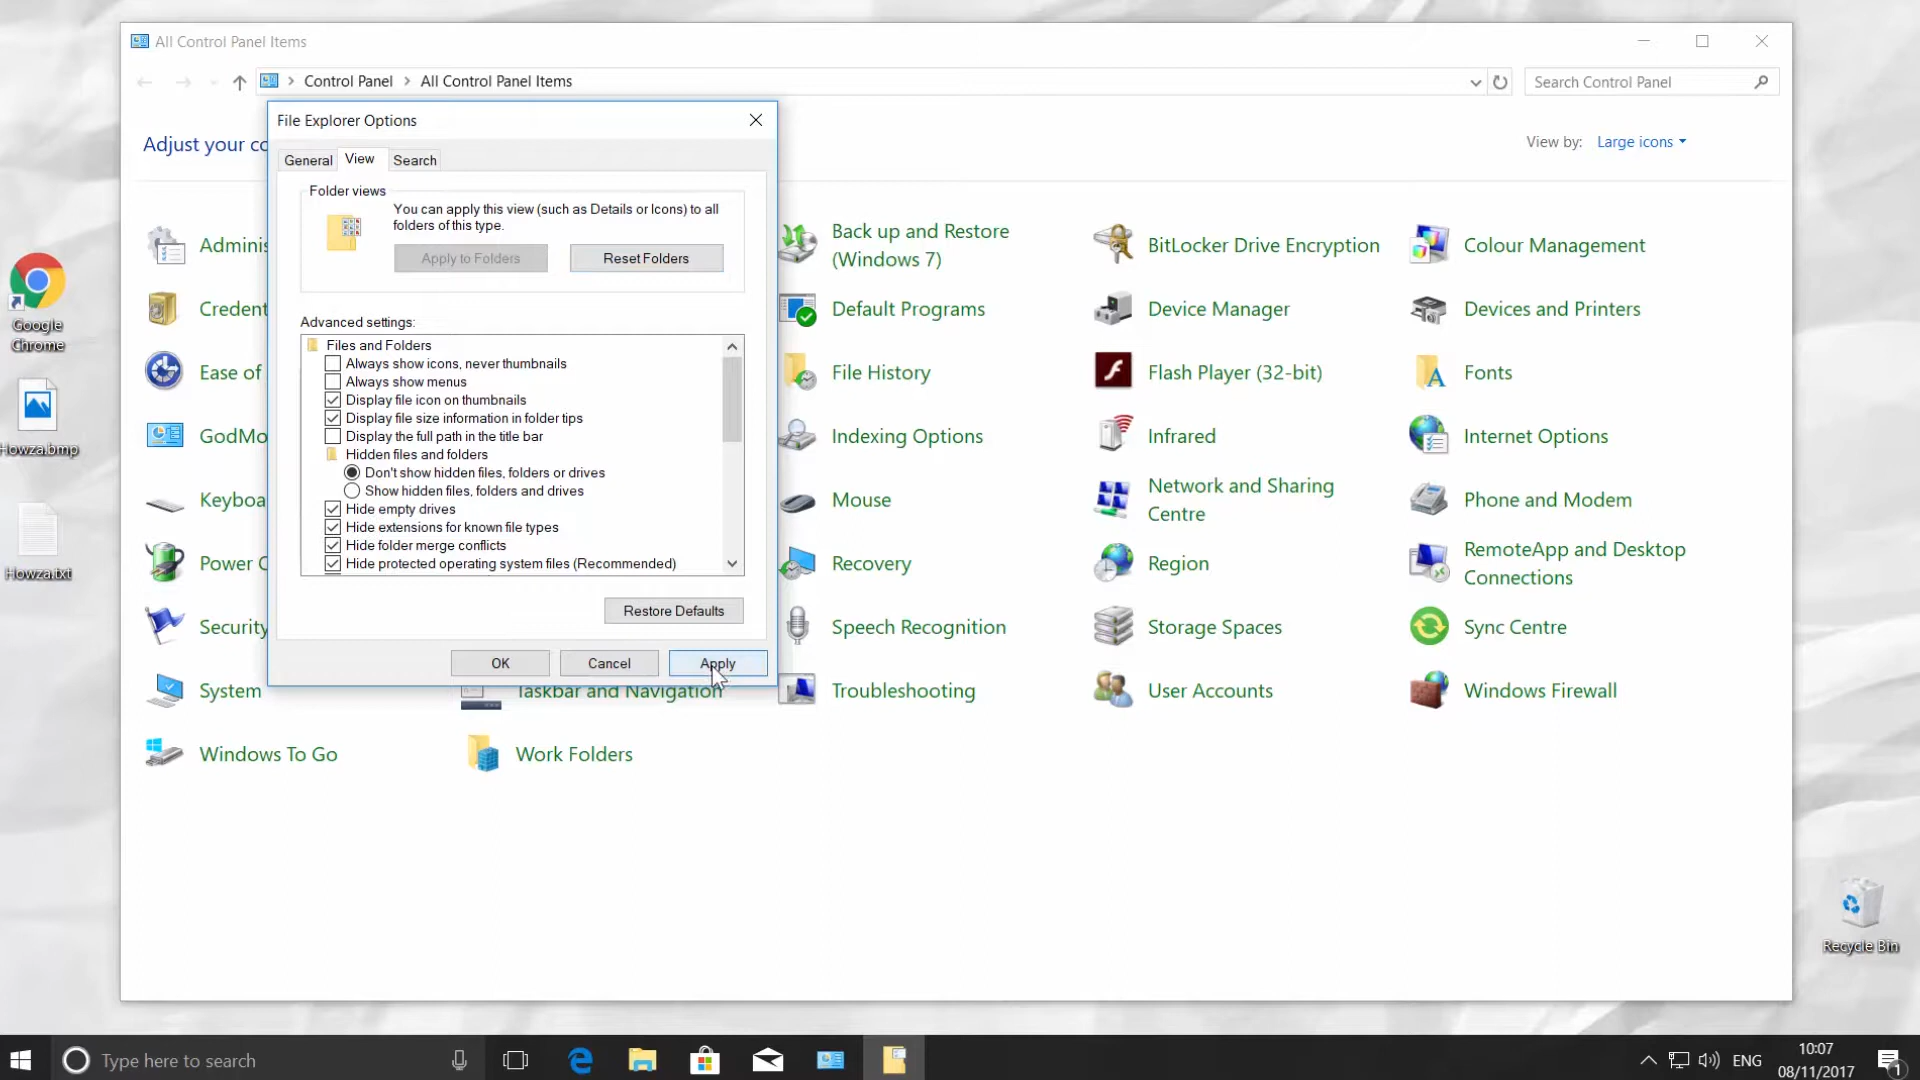 All Control Panel Items
Control Panel > All Control Panel Items
Search Control Panel
File Explorer Options
Adjust your co
View by: Large icons
General View Search
Folder views
You can apply this view (such as Details or Icons) to all
folders of this type.
Apply to Folders Reset Folders
Advanced settings:
Files and Folders
Always show icons, never thumbnails
Always show menus
Display file icon on thumbnails
Display file size information in folder tips
Display the full path in the title bar
Hidden files and folders
Don't show hidden files, folders or drives
Show hidden files, folders and drives
Hide empty drives
Hide extensions for known file types
Hide folder merge conflicts
Hide protected operating system files (Recommended)
Restore Defaults
OK Cancel Apply
Adminis
Back up and Restore
(Windows 7)
BitLocker Drive Encryption
Colour Management
Credent
Default Programs
Device Manager
Devices and Printers
Ease of
File History
Flash Player (32-bit)
Fonts
GodMo
Indexing Options
Infrared
Internet Options
Keyboa
Mouse
Network and Sharing
Centre
Phone and Modem
Power O
Recovery
Region
RemoteApp and Desktop
Connections
Security
Speech Recognition
Storage Spaces
Sync Centre
System
Taskbar and Navigation
Troubleshooting
User Accounts
Windows Firewall
Windows To Go
Work Folders
Google
Chrome
Howza.bmp
Howza.txt
Recycle Bin
Type here to search
ENG
10:07
08/11/2017
1